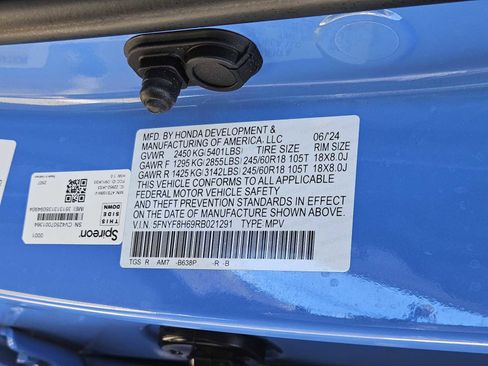 MFD. BY HONDA DEVELOPMENT & 06/24
MANUFACTURING OF AMERICA, LLC
GVWR 2450 KG(5401LBS) TIRE SIZE RIM SIZE
GAWR F 1295 KG(2855LBS) 245/60R18 105T 18X8.0J
GAWR R 1425 KG(3142LBS) 245/60R18 105T 18X8.0J
THIS VEHICLE CONFORMS TO ALL APPLICABLE
FEDERAL MOTOR VEHICLE SAFETY
AND THEFT PREVENTION STANDARDS IN EFFECT
ON THE DATE OF MANUFACTURE SHOWN ABOVE.
V.I.N. 5FNYF8H69RB021291 TYPE:MPV
TGS R AM7 -B638P -R -B
Spireon
THIS
SIDE
DOWN
0001